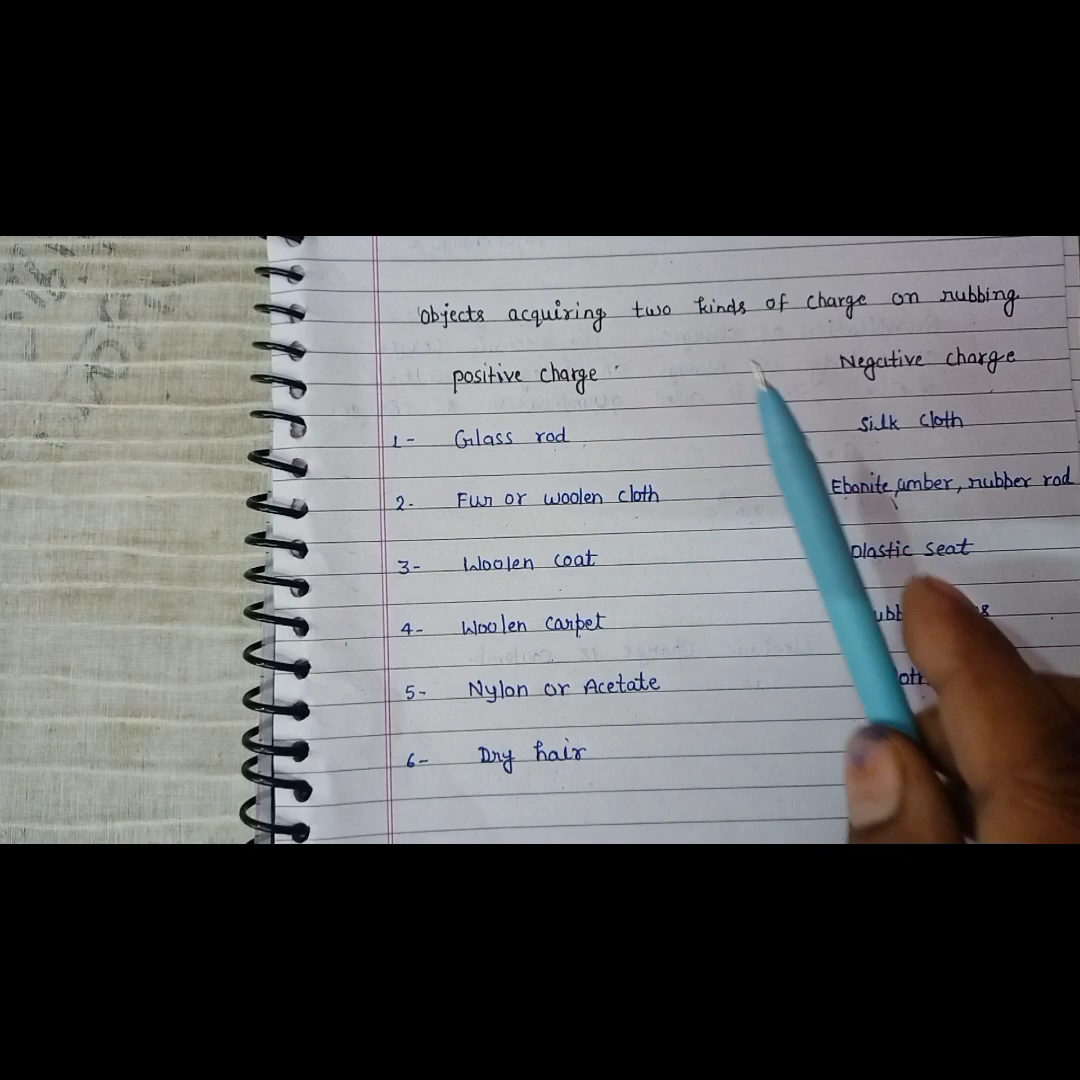 objects acquiring two kinds of charge on rubbing
positive charge Negative charge
1- Glass rod Silk cloth
2- Fur or woolen cloth Ebonite, amber, rubber rod
3- Woolen coat plastic seat
4- Woolen carpet
5- Nylon or Acetate
6- Dry hair